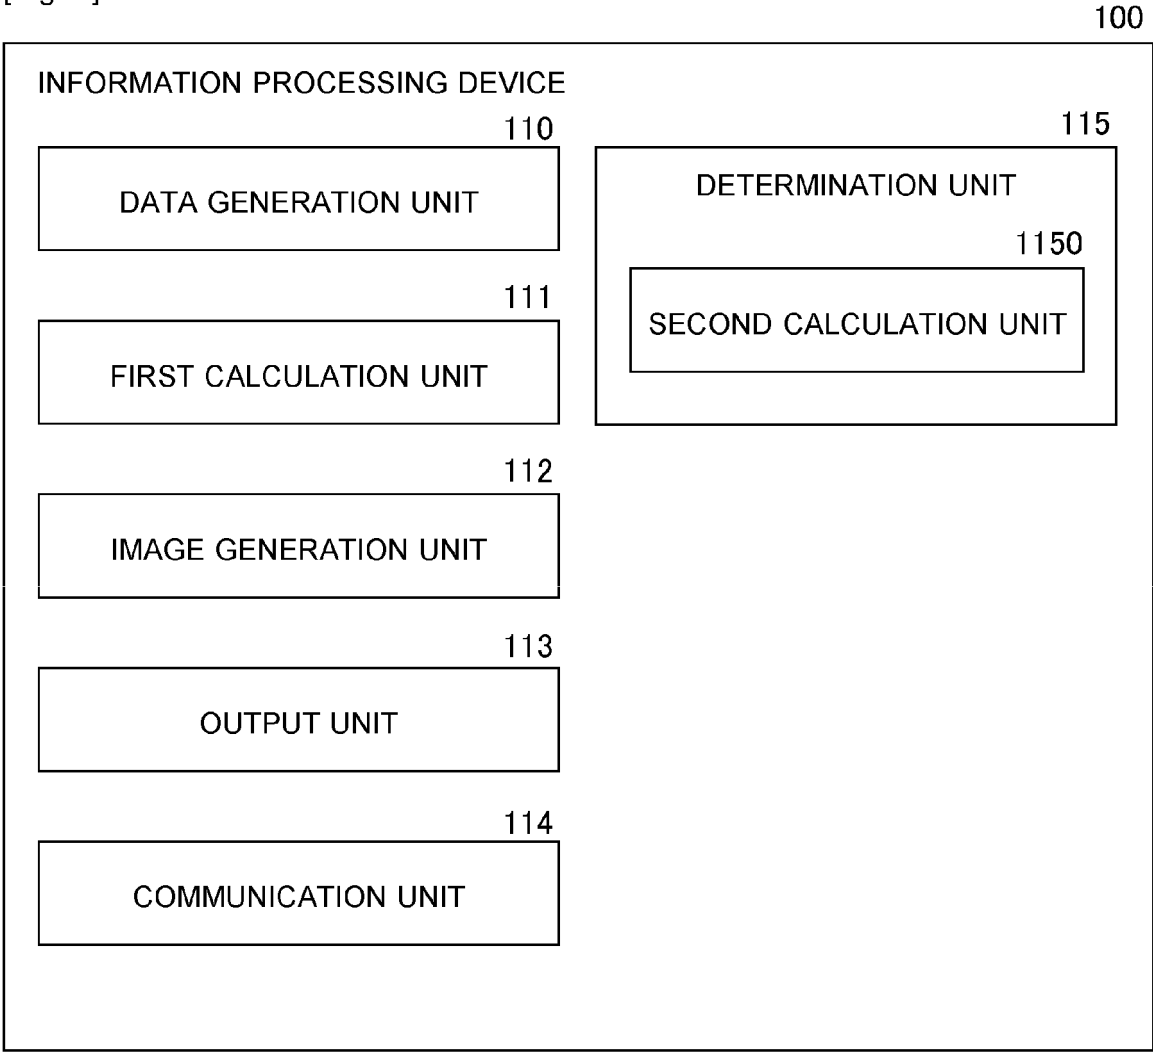 100
INFORMATION PROCESSING DEVICE
110
DATA GENERATION UNIT
111
FIRST CALCULATION UNIT
112
IMAGE GENERATION UNIT
113
OUTPUT UNIT
114
COMMUNICATION UNIT
115
DETERMINATION UNIT
1150
SECOND CALCULATION UNIT